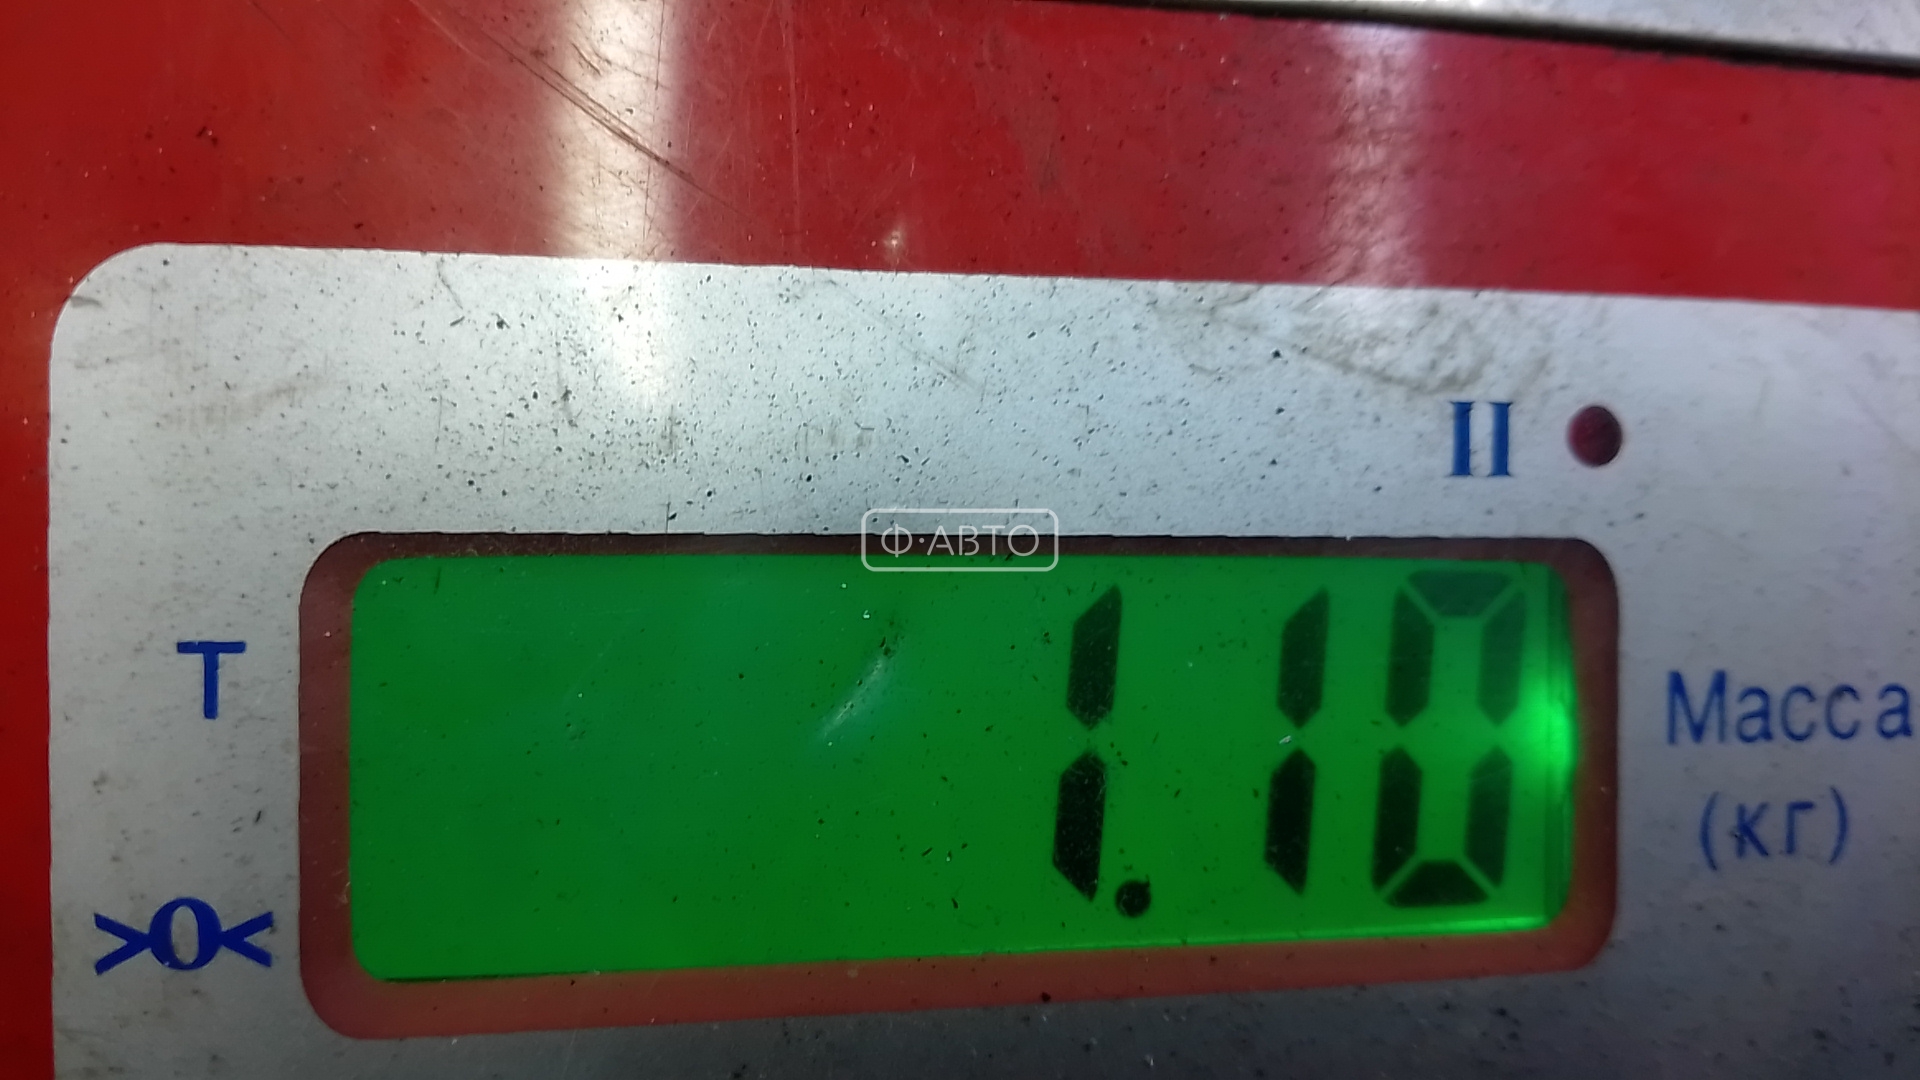 II
Ф·АВТО
T
1.10
Масса
(кг)
>0<